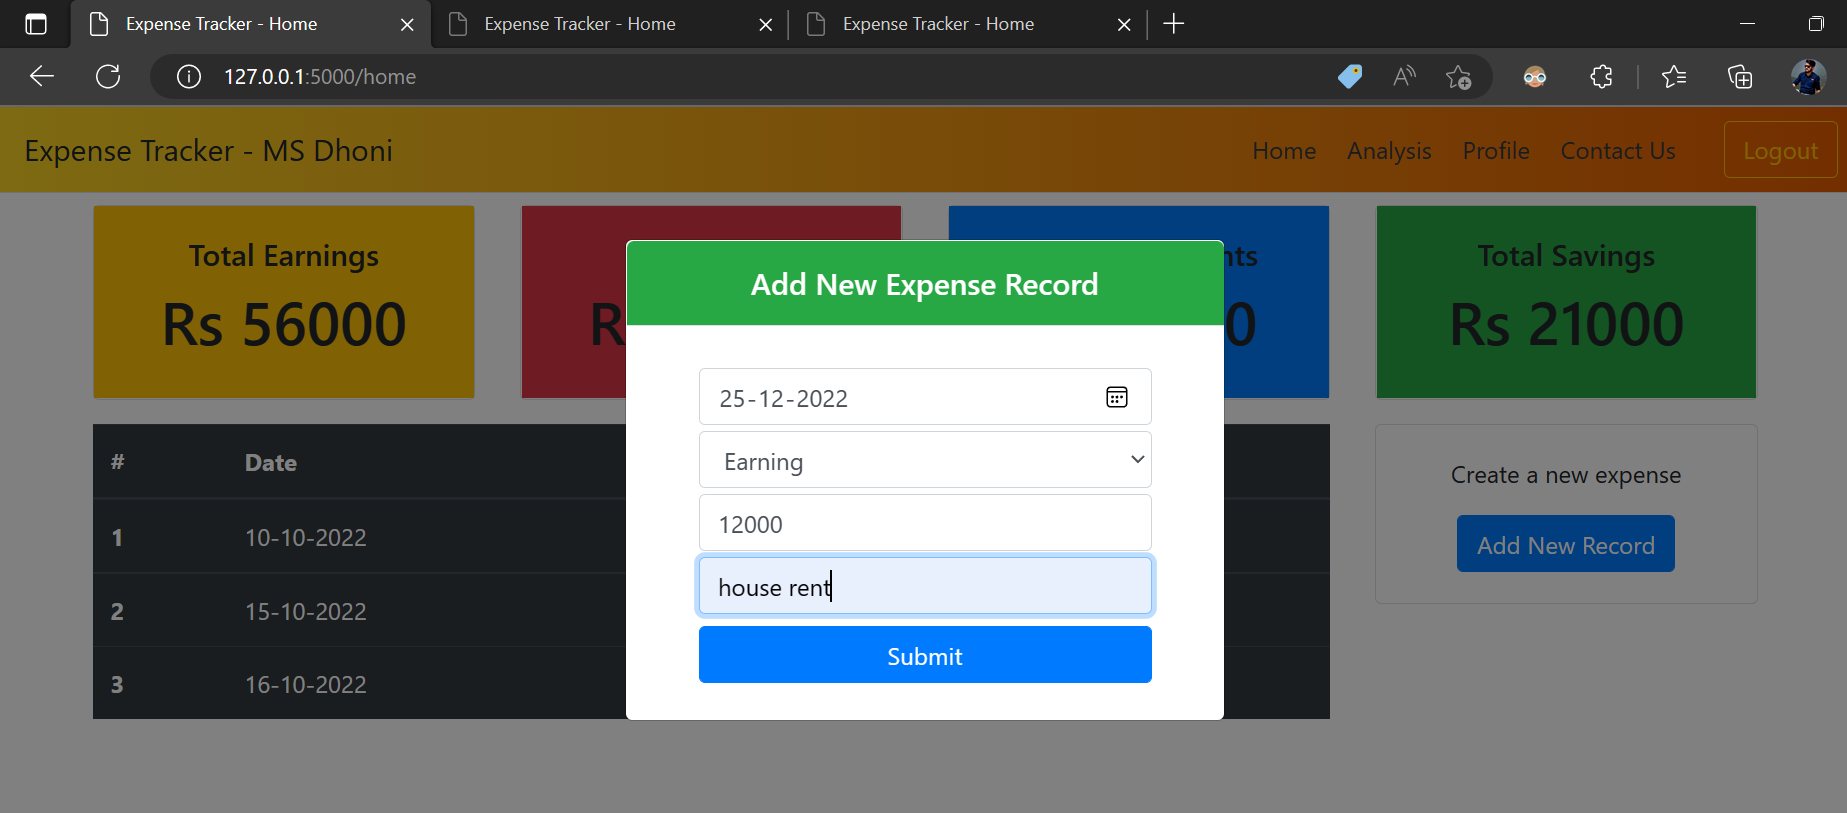 Expense Tracker - Home
Expense Tracker - Home
Expense Tracker - Home
127.0.0.1:5000/home
Expense Tracker - MS Dhoni
Home Analysis Profile Contact Us Logout
Total Earnings
Rs 56000
Total Savings
Rs 21000
Add New Expense Record
25-12-2022
Earning
12000
house rent
Submit
# Date
1 10-10-2022
2 15-10-2022
3 16-10-2022
Create a new expense
Add New Record